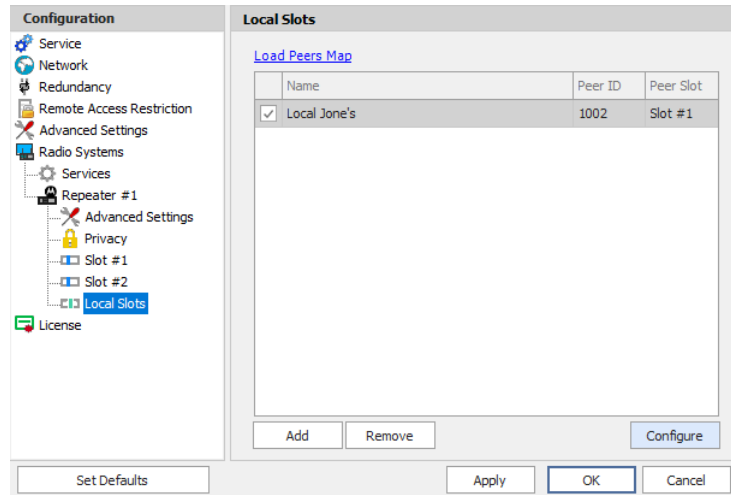 Configuration
Service
Network
Redundancy
Remote Access Restriction
Advanced Settings
Radio Systems
Services
Repeater #1
Advanced Settings
Privacy
Slot #1
Slot #2
Local Slots
License
Set Defaults
Local Slots
Load Peers Map
Name Peer ID Peer Slot
Local Jone's 1002 Slot #1
Add Remove Configure
Apply OK Cancel